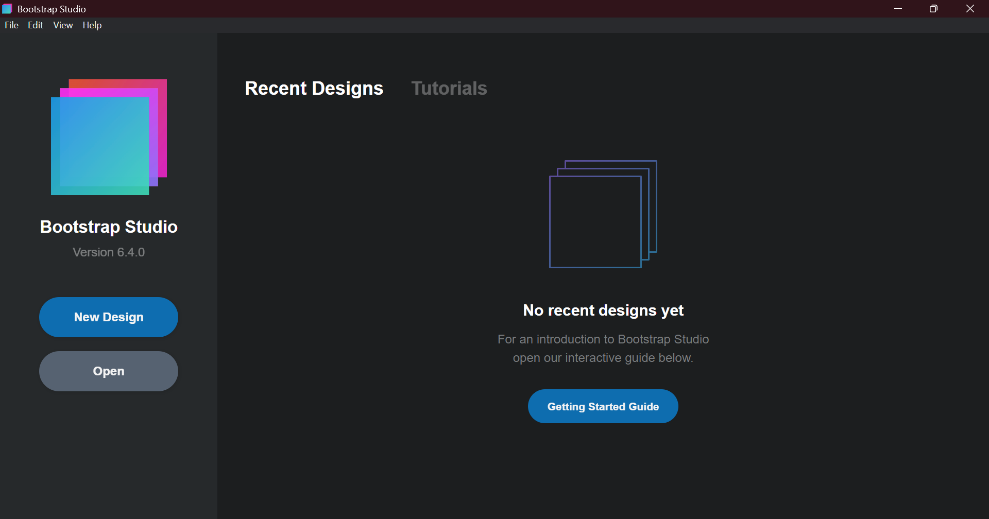 Bootstrap Studio
File Edit View Help
Bootstrap Studio
Version 6.4.0
New Design
Open
Recent Designs Tutorials
No recent designs yet
For an introduction to Bootstrap Studio
open our interactive guide below.
Getting Started Guide